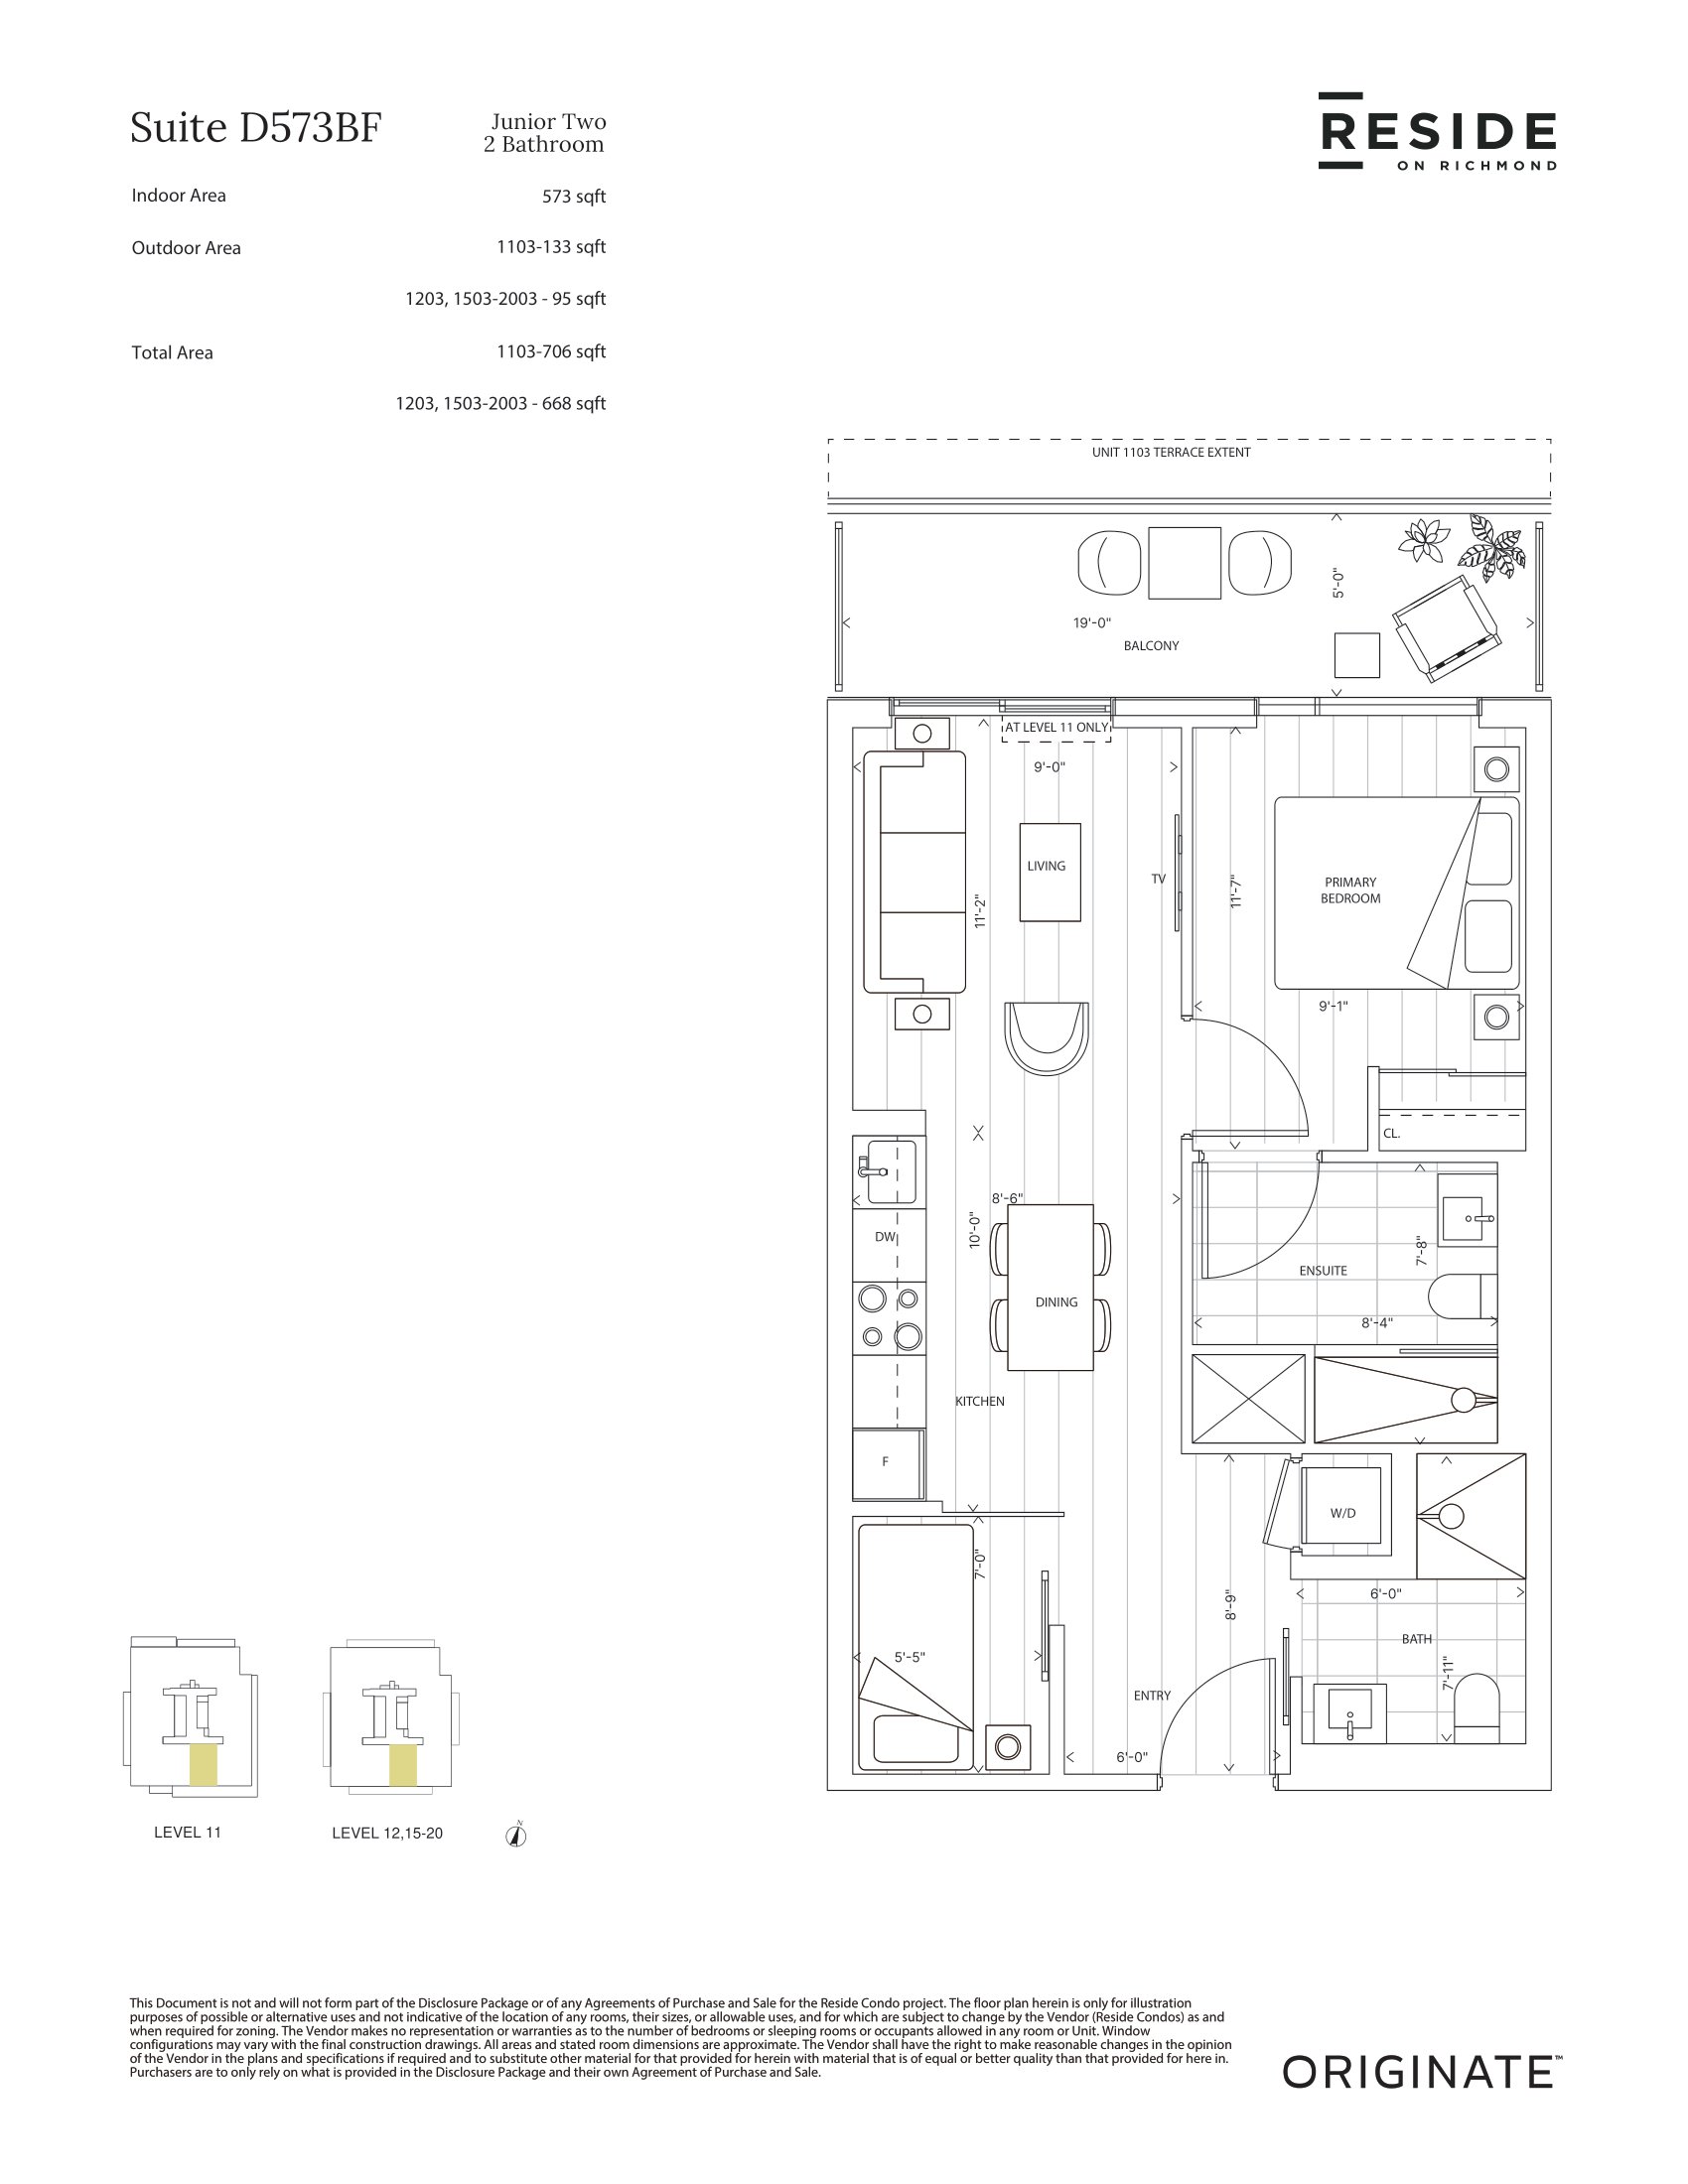 Suite D573BF
Junior Two
2 Bathroom
RESIDE
ON RICHMOND
Indoor Area 573 sqft
Outdoor Area 1103-133 sqft
1203, 1503-2003 - 95 sqft
Total Area 1103-706 sqft
1203, 1503-2003 - 668 sqft
UNIT 1103 TERRACE EXTENT
5'-0"
19'-0"
BALCONY
AT LEVEL 11 ONLY
9'-0"
LIVING
TV
11'-2"
11'-7"
PRIMARY
BEDROOM
9'-1"
CL.
8'-6"
10'-0"
DW
DINING
7'-8"
ENSUITE
8'-4"
KITCHEN
F
W/D
7'-0"
8'-9"
6'-0"
BATH
5'-5"
7'-11"
ENTRY
6'-0"
LEVEL 11
LEVEL 12,15-20
N
This Document is not and will not form part of the Disclosure Package or of any Agreements of Purchase and Sale for the Reside Condo project. The floor plan herein is only for illustration
purposes of possible or alternative uses and not indicative of the location of any rooms, their sizes, or allowable uses, and for which are subject to change by the Vendor (Reside Condos) as and
when required for zoning. The Vendor makes no representation or warranties as to the number of bedrooms or sleeping rooms or occupants allowed in any room or Unit. Window
configurations may vary with the final construction drawings. All areas and stated room dimensions are approximate. The Vendor shall have the right to make reasonable changes in the opinion
of the Vendor in the plans and specifications if required and to substitute other material for that provided for herein with material that is of equal or better quality than that provided for here in.
Purchasers are to only rely on what is provided in the Disclosure Package and their own Agreement of Purchase and Sale.
ORIGINATE™